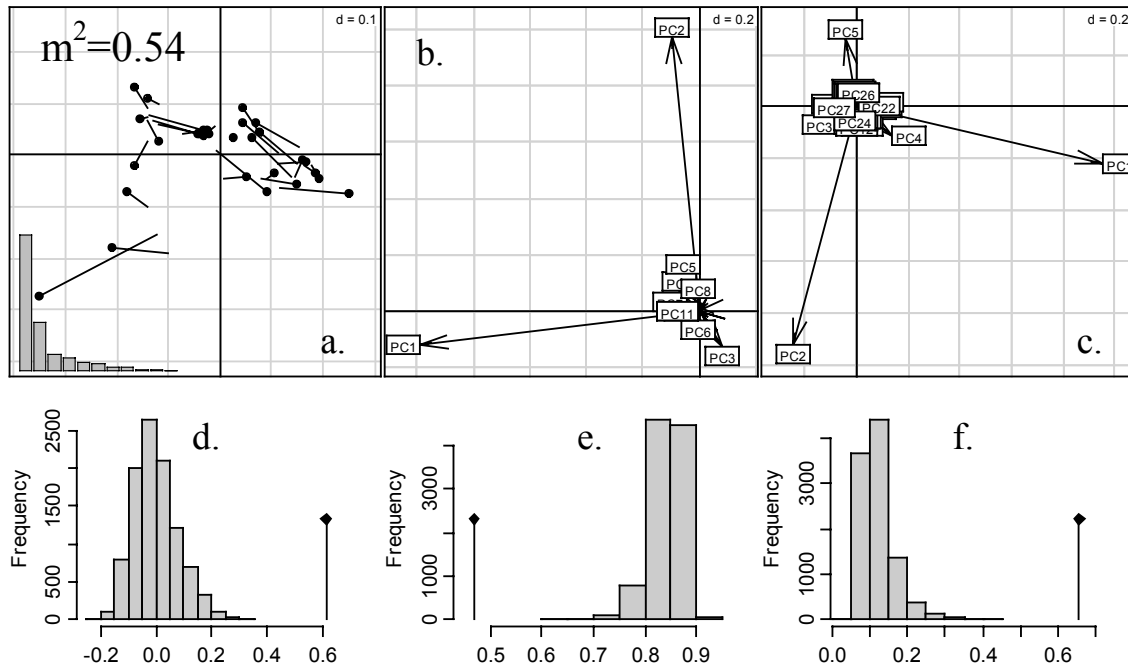 d = 0.1
m²=0.54
a.
d = 0.2
b.
PC2
PC5
PC8
PC11
PC6
PC1
PC3
d = 0.2
PC5
PC26
PC27
PC22
PC3
PC24
PC4
PC1
PC2
c.
d.
Frequency
0 500 1500 2500
-0.2 0.0 0.2 0.4 0.6
e.
Frequency
0 1000 3000
0.5 0.6 0.7 0.8 0.9
f.
Frequency
0 1000 3000
0.0 0.2 0.4 0.6